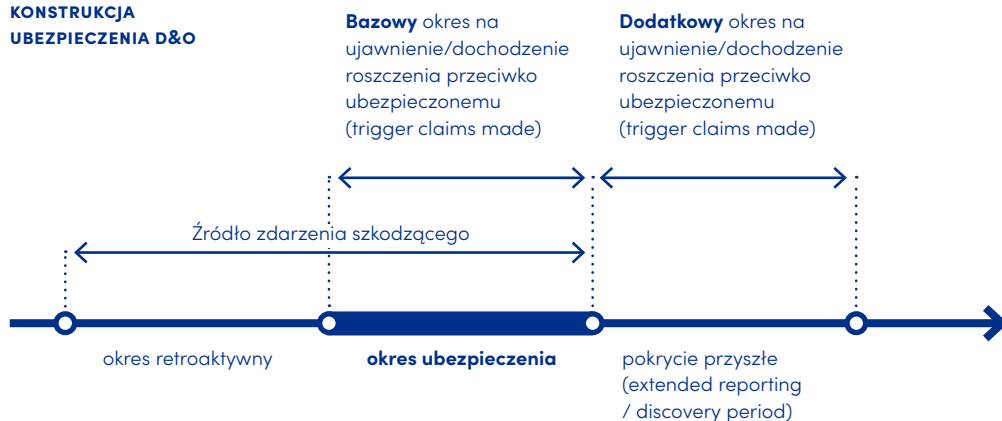 KONSTRUKCJA
UBEZPIECZENIA D&O
Bazowy okres na
ujawnienie/dochodzenie
roszczenia przeciwko
ubezpieczonemu
(trigger claims made)
Dodatkowy okres na
ujawnienie/dochodzenie
roszczenia przeciwko
ubezpieczonemu
(trigger claims made)
Źródło zdarzenia szkodzącego
okres retroaktywny
okres ubezpieczenia
pokrycie przyszłe
(extended reporting
/ discovery period)